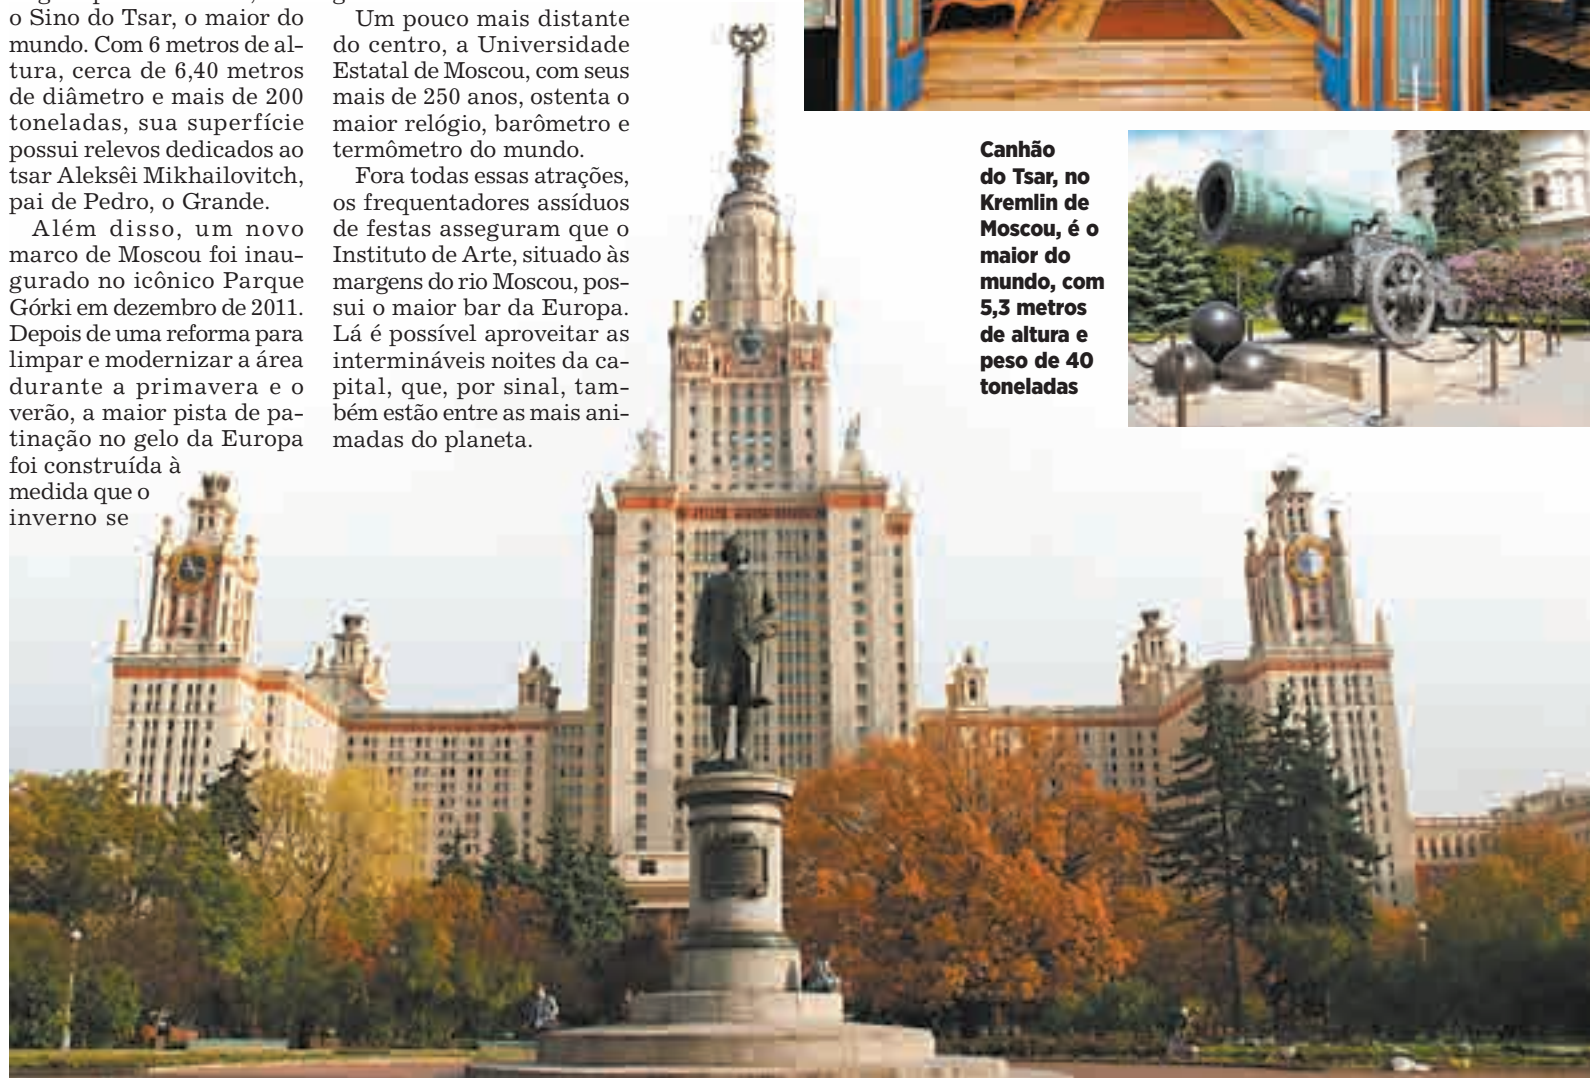 o Sino do Tsar, o maior do
mundo. Com 6 metros de al-
tura, cerca de 6,40 metros
de diâmetro e mais de 200
toneladas, sua superfície
possui relevos dedicados ao
tsar Aleksêi Mikhailovitch,
pai de Pedro, o Grande.
Além disso, um novo
marco de Moscou foi inau-
gurado no icônico Parque
Górki em dezembro de 2011.
Depois de uma reforma para
limpar e modernizar a área
durante a primavera e o
verão, a maior pista de pa-
tinação no gelo da Europa
foi construída à
medida que o
inverno se
Um pouco mais distante
do centro, a Universidade
Estatal de Moscou, com seus
mais de 250 anos, ostenta o
maior relógio, barômetro e
termômetro do mundo.
Fora todas essas atrações,
os frequentadores assíduos
de festas asseguram que o
Instituto de Arte, situado às
margens do rio Moscou, pos-
sui o maior bar da Europa.
Lá é possível aproveitar as
intermináveis noites da ca-
pital, que, por sinal, tam-
bém estão entre as mais ani-
madas do planeta.
Canhão
do Tsar, no
Kremlin de
Moscou, é o
maior do
mundo, com
5,3 metros
de altura e
peso de 40
toneladas